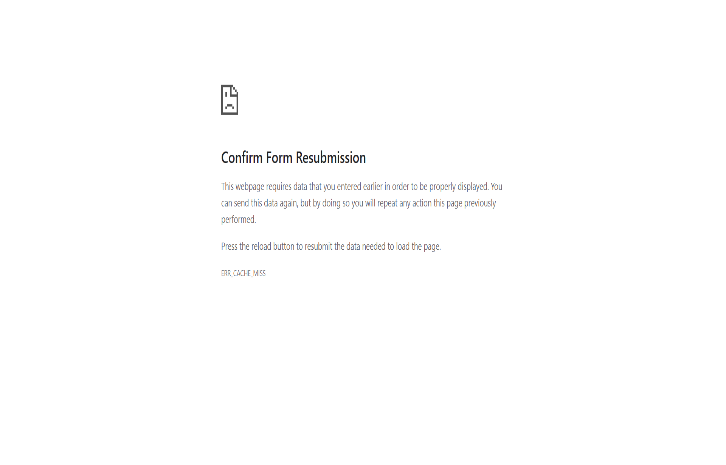 Confirm Form Resubmission
This webpage requires data that you entered earlier in order to be properly displayed. You
can send this data again, but by doing so you will repeat any action this page previously
performed.
Press the reload button to resubmit the data needed to load the page.
ERR_CACHE_MISS